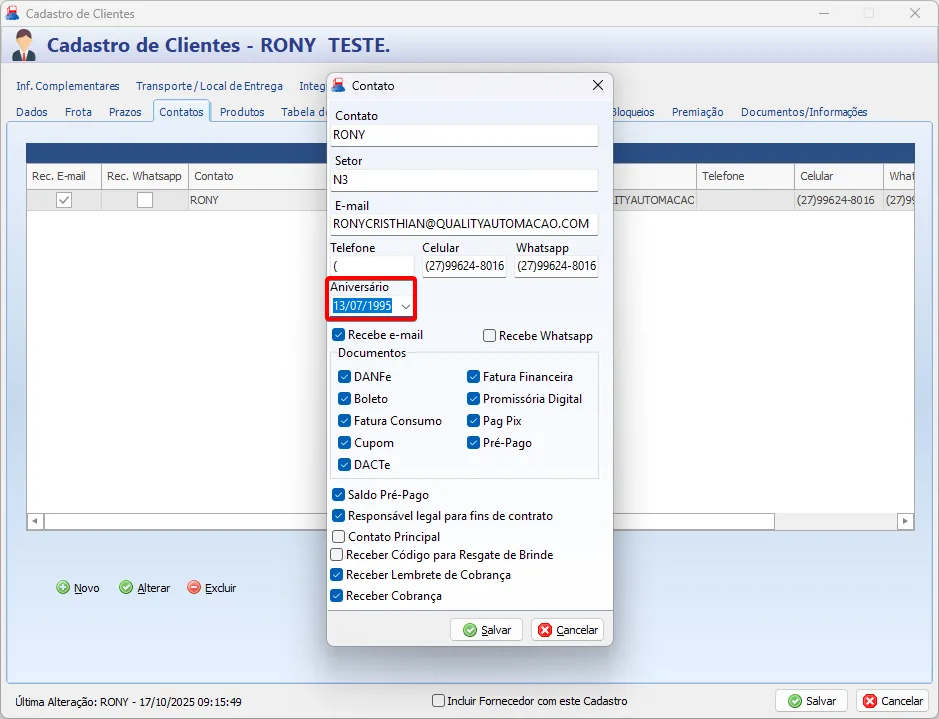 Cadastro de Clientes
Cadastro de Clientes - RONY TESTE.
Inf. Complementares Transporte/Local de Entrega Integ
Dados Frota Prazos Contatos Produtos Tabela de Bloqueios Premiação Documentos/Informações
Rec. E-mail Rec. Whatsapp Contato Telefone Celular What
RONY ITYAUTOMACAO (27)99624-8016 (27)99
Contato
Contato
RONY
Setor
N3
E-mail
RONYCRISTHIAN@QUALITYAUTOMACAO.COM
Telefone Celular Whatsapp
( (27)99624-8016 (27)99624-8016
Aniversário
13/07/1995
Recebe e-mail Recebe Whatsapp
Documentos
DANFe Fatura Financeira
Boleto Promissória Digital
Fatura Consumo Pag Pix
Cupom Pré-Pago
DACTe
Saldo Pré-Pago
Responsável legal para fins de contrato
Contato Principal
Receber Código para Resgate de Brinde
Receber Lembrete de Cobrança
Receber Cobrança
Salvar Cancelar
Novo Alterar Excluir
Última Alteração: RONY - 17/10/2025 09:15:49 Incluir Fornecedor com este Cadastro Salvar Cancelar